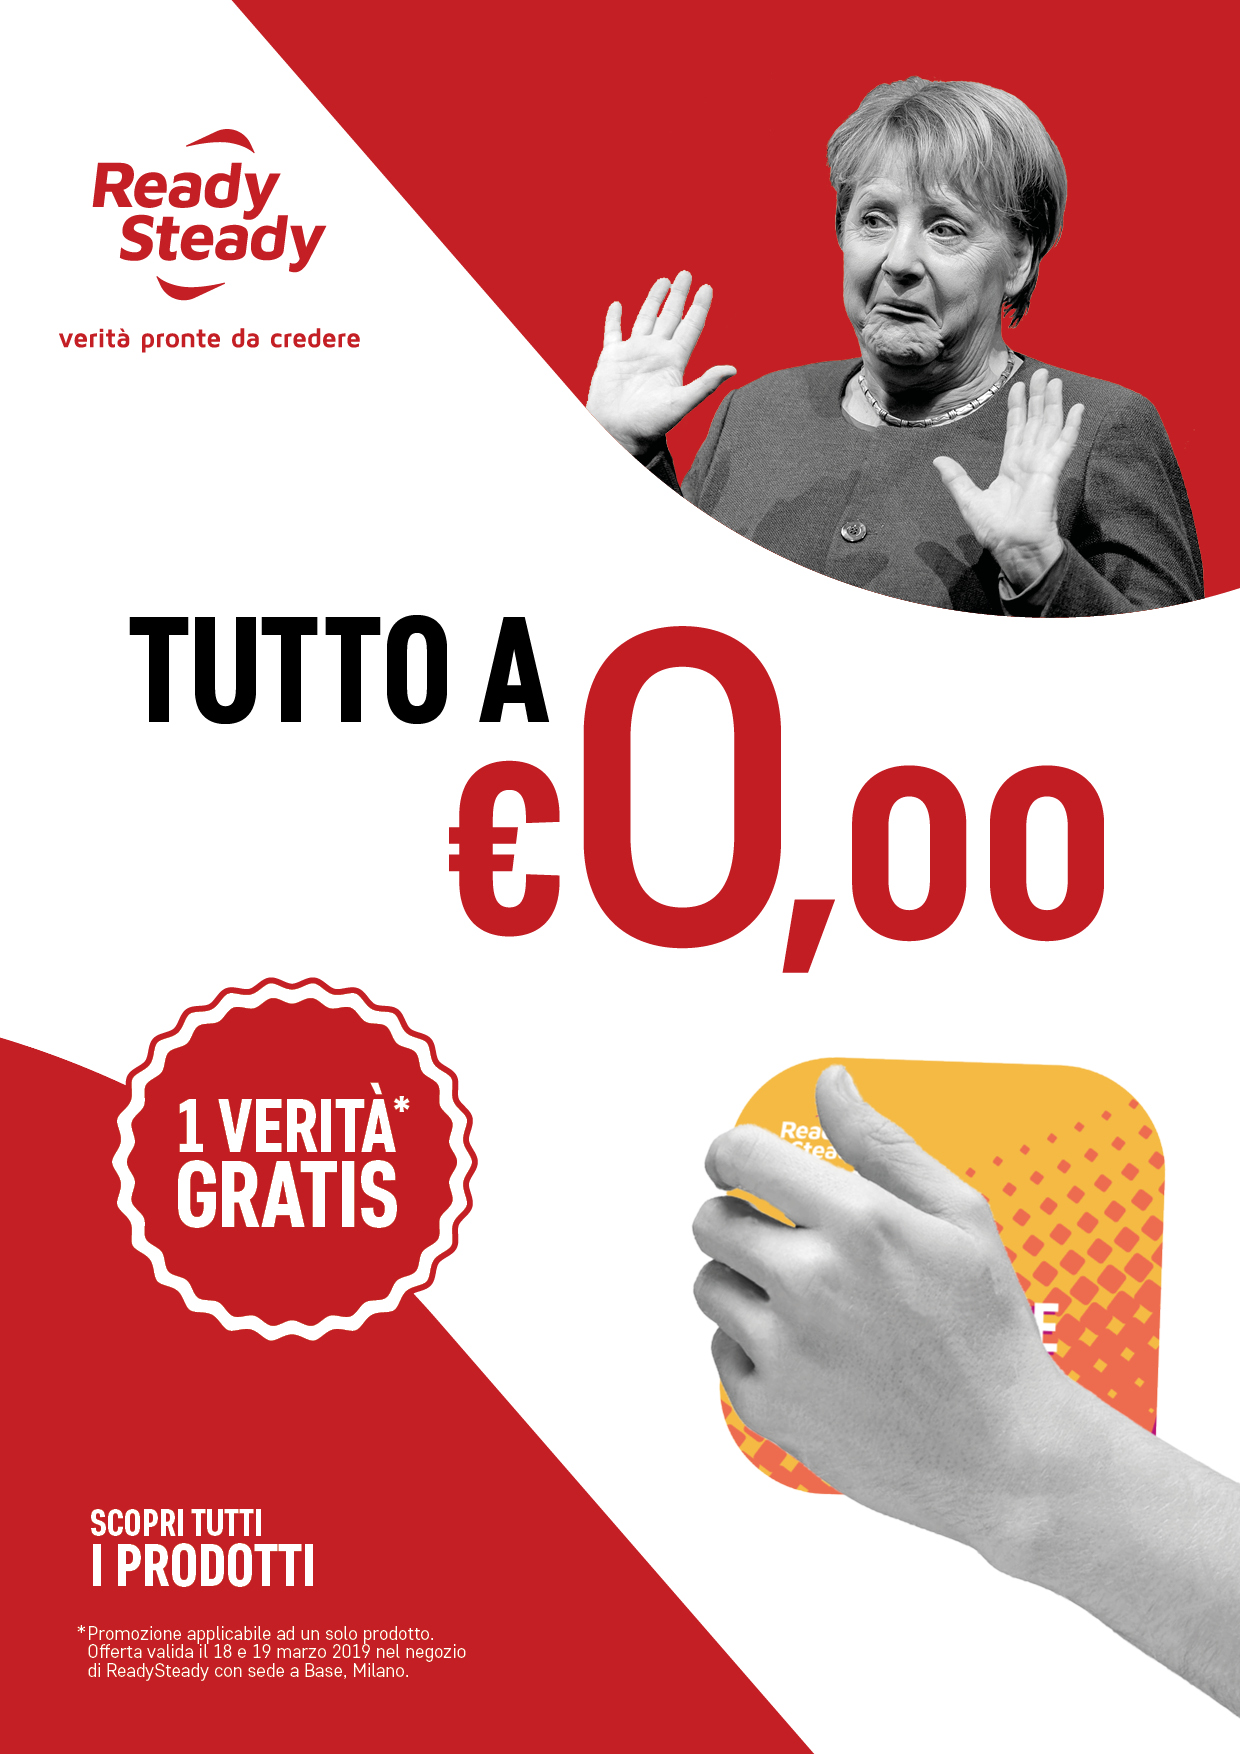 Ready
Steady
verità pronte da credere
TUTTO A
€0,00
1 VERITÀ*
GRATIS
SCOPRI TUTTI
I PRODOTTI
*Promozione applicabile ad un solo prodotto.
Offerta valida il 18 e 19 marzo 2019 nel negozio
di ReadySteady con sede a Base, Milano.